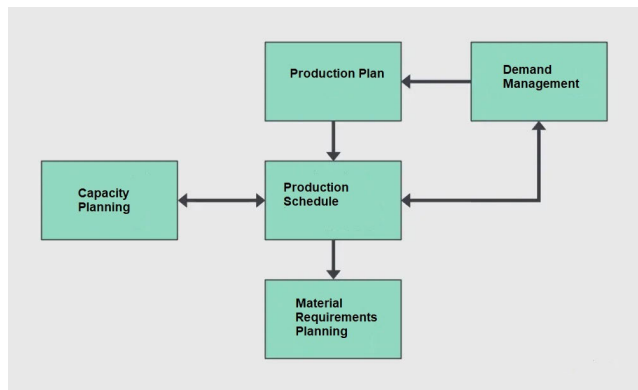 Production Plan
Demand
Management
Capacity
Planning
Production
Schedule
Material
Requirements
Planning